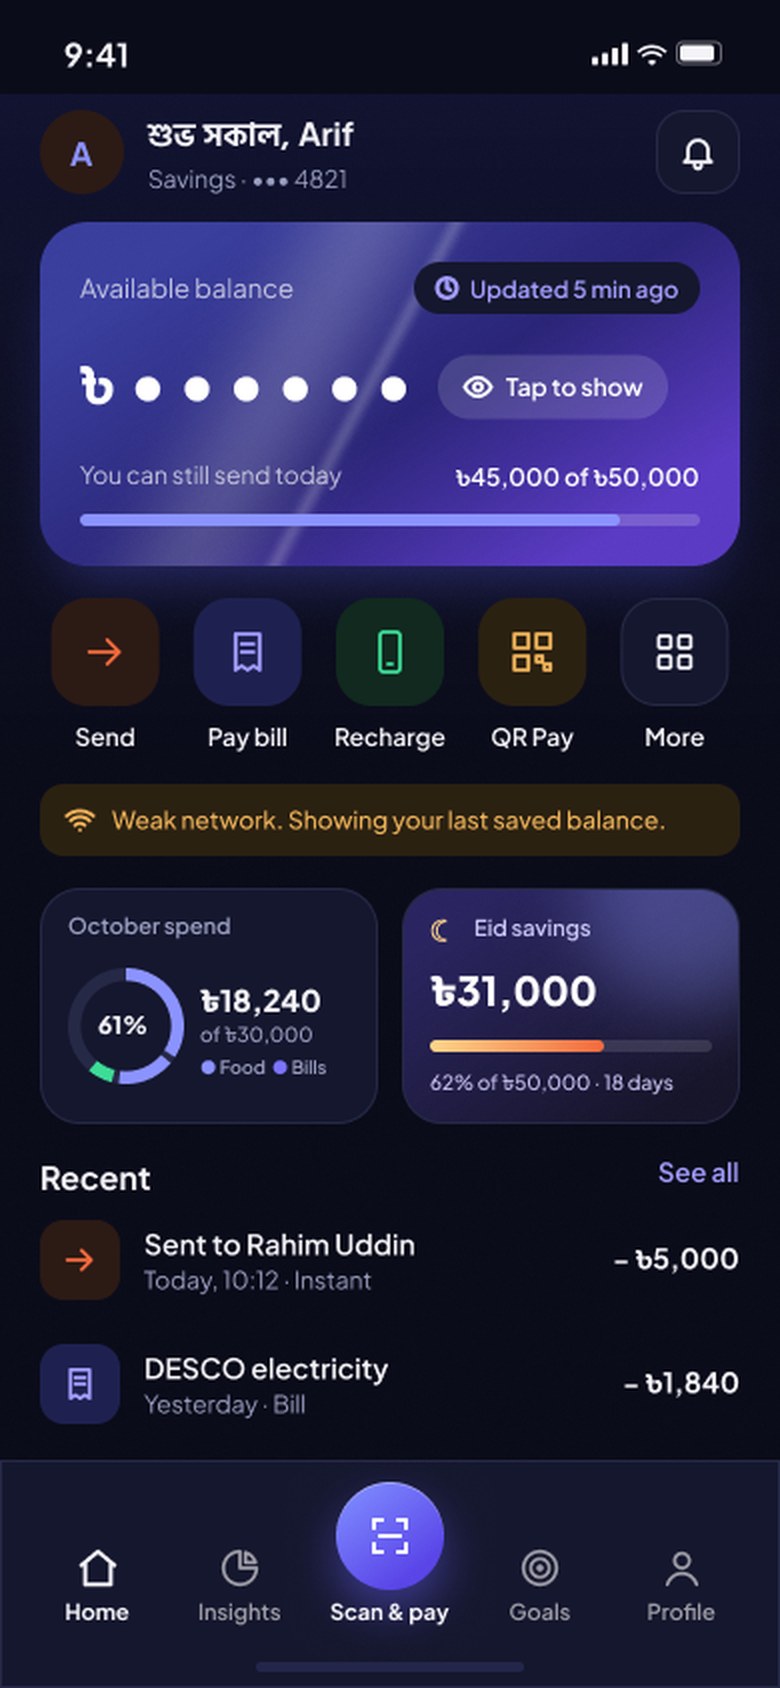 9:41
A
শুভ সকাল, Arif
Savings · ••• 4821
Available balance
Updated 5 min ago
৳ ● ● ● ● ● ●
Tap to show
You can still send today
৳45,000 of ৳50,000
Send
Pay bill
Recharge
QR Pay
More
Weak network. Showing your last saved balance.
October spend
61%
৳18,240
of ৳30,000
Food
Bills
Eid savings
৳31,000
62% of ৳50,000 · 18 days
Recent
See all
Sent to Rahim Uddin
Today, 10:12 · Instant
– ৳5,000
DESCO electricity
Yesterday · Bill
– ৳1,840
Home
Insights
Scan & pay
Goals
Profile